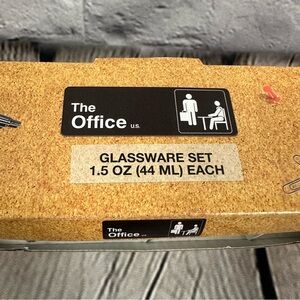 The
Office U.S.
GLASSWARE SET
1.5 OZ (44 ML) EACH
The
Office